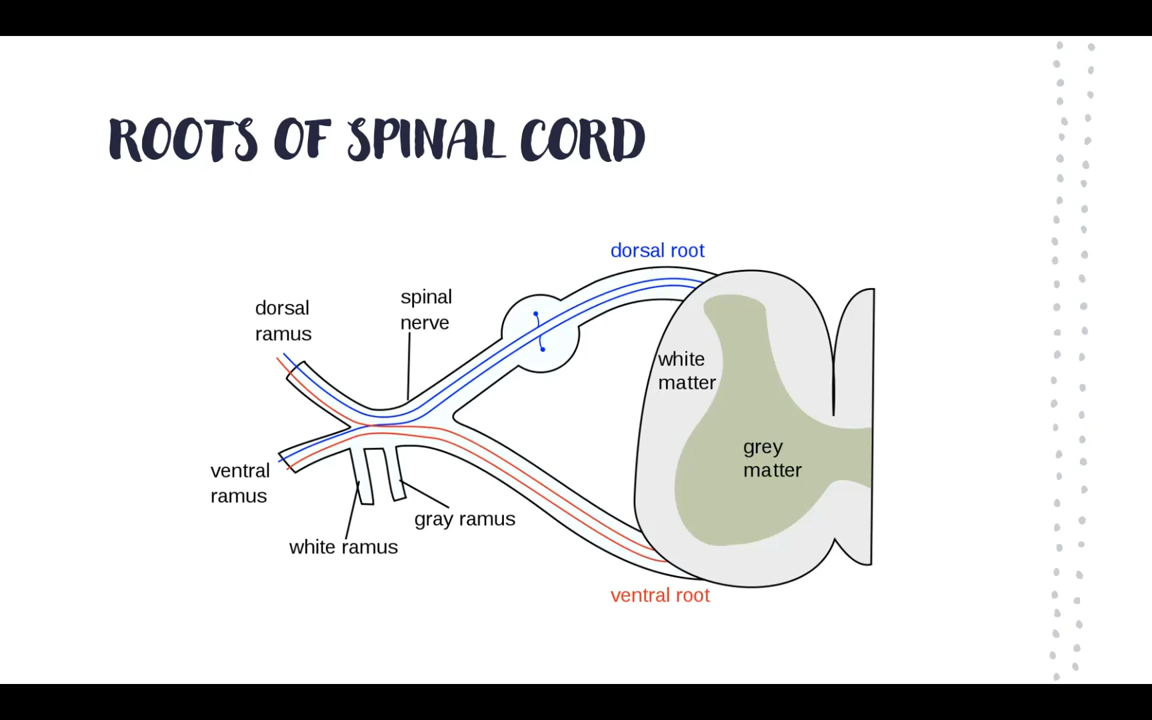 ROOTS OF SPINAL CORD
dorsal root
spinal
nerve
dorsal
ramus
white
matter
grey
matter
ventral
ramus
gray ramus
white ramus
ventral root